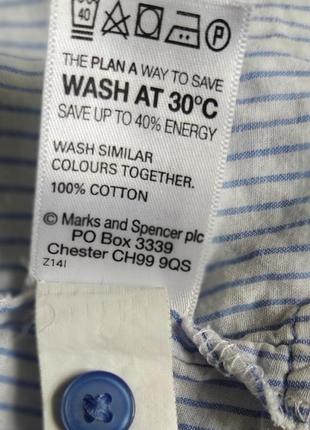 40 P
THE PLAN A WAY TO SAVE
WASH AT 30°C
SAVE UP TO 40% ENERGY
WASH SIMILAR
COLOURS TOGETHER.
100% COTTON
© Marks and Spencer plc
PO Box 3339
Chester CH99 9QS
Z14I